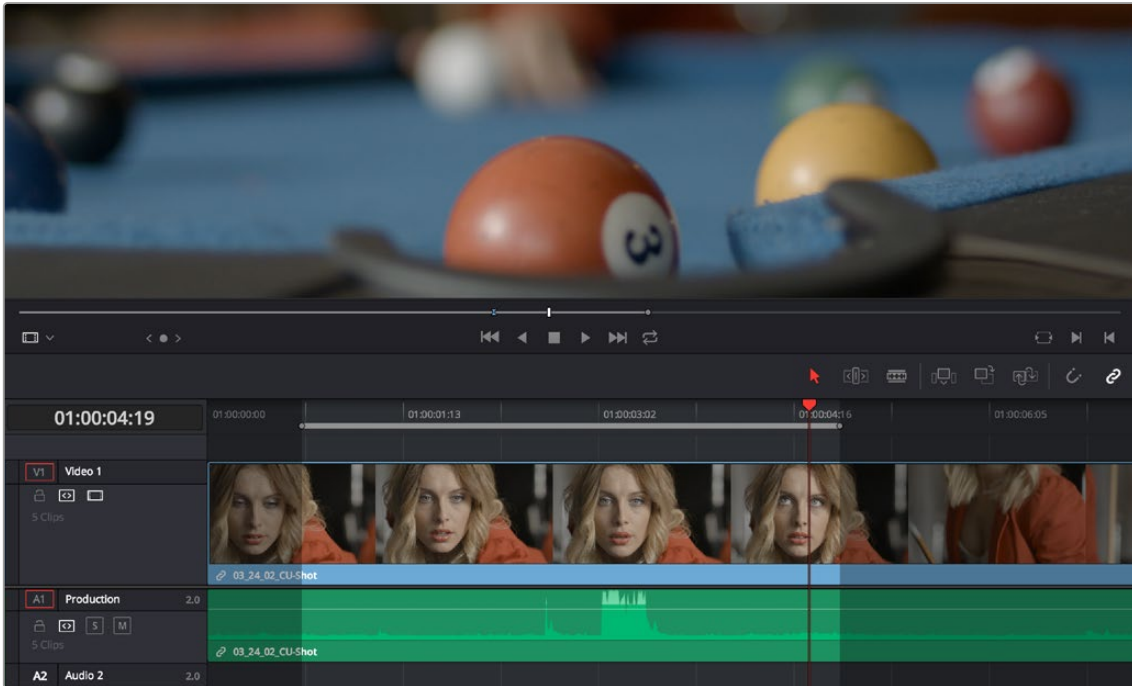 3
01:00:04:19
01:00:00:00
01:00:01:13
01:00:03:02
01:00:04:16
01:00:06:05
V1 Video 1
5 Clips
03_24_02_CU-Shot
A1 Production 2.0
S M
5 Clips
03_24_02_CU-Shot
A2 Audio 2 2.0